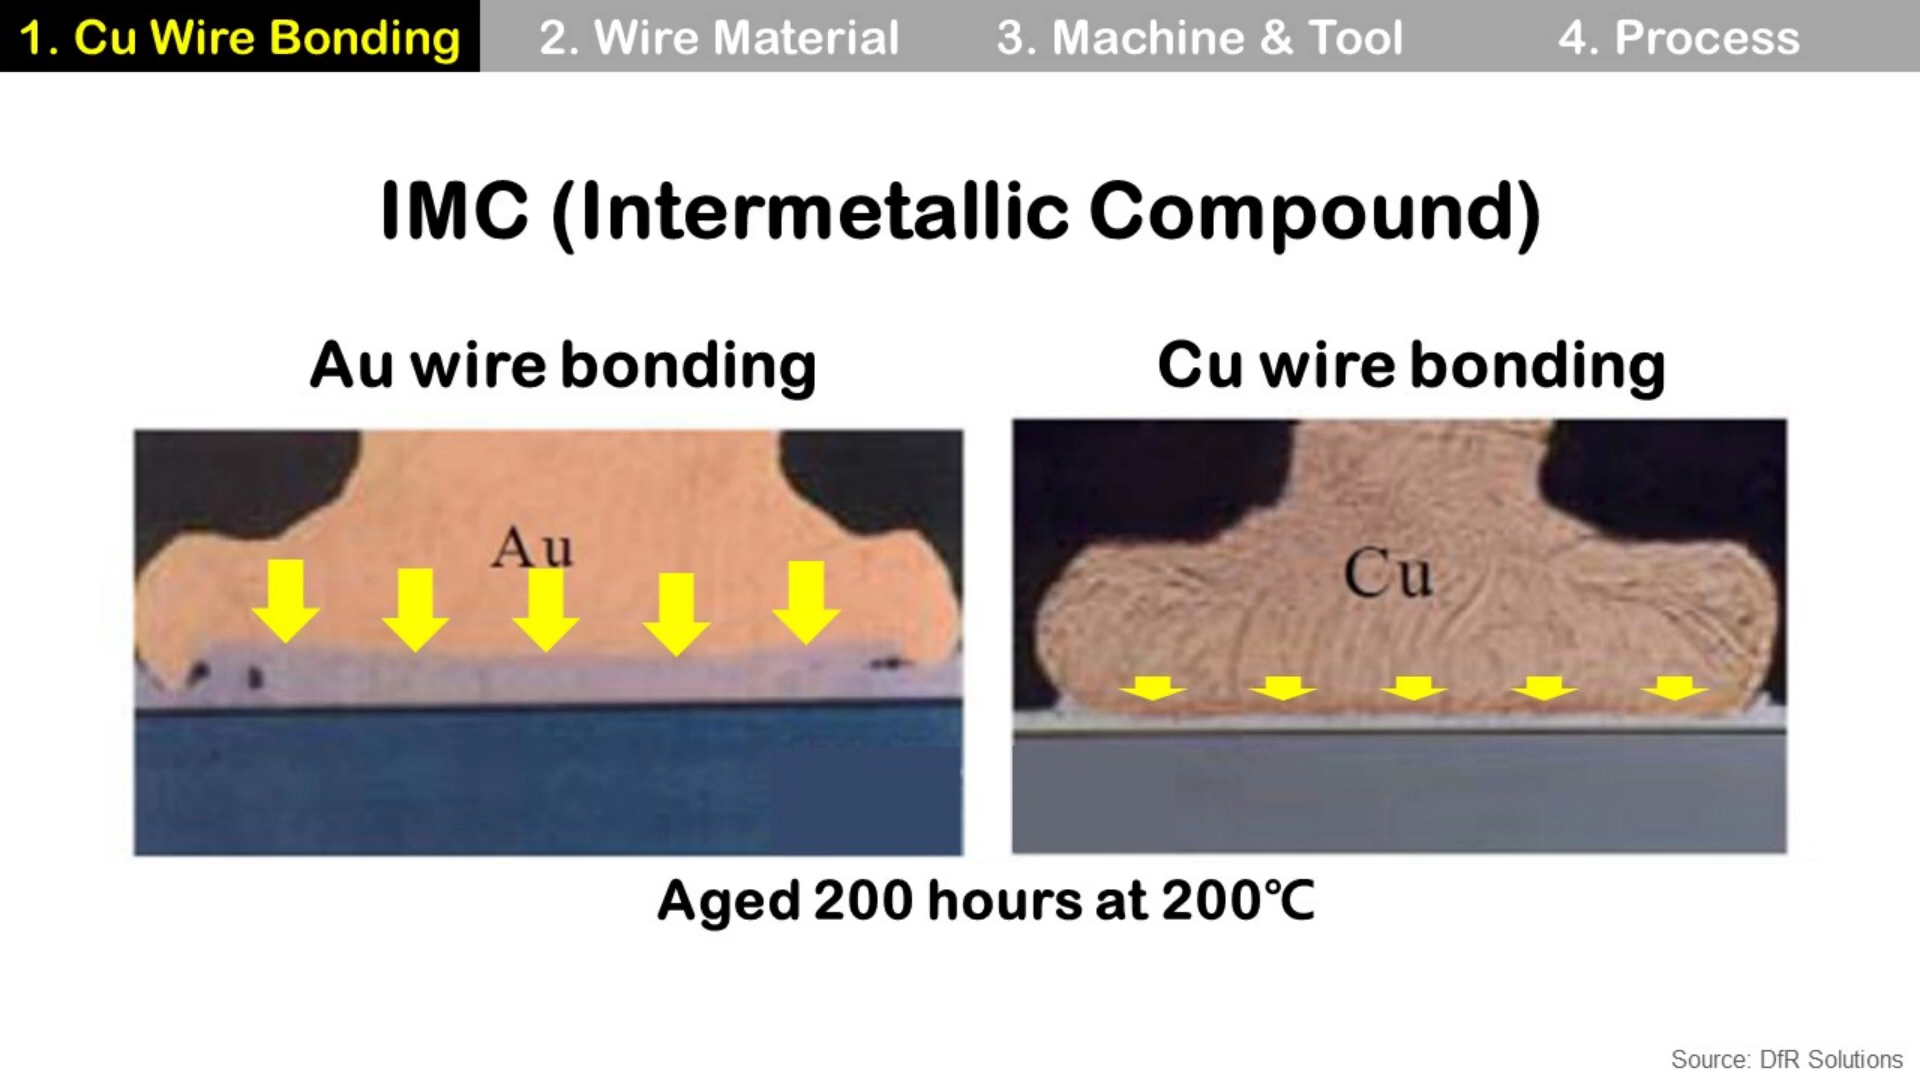 1. Cu Wire Bonding
2. Wire Material
3. Machine & Tool
4. Process
IMC (Intermetallic Compound)
Au wire bonding
Cu wire bonding
Au
Cu
Aged 200 hours at 200℃
Source: DfR Solutions